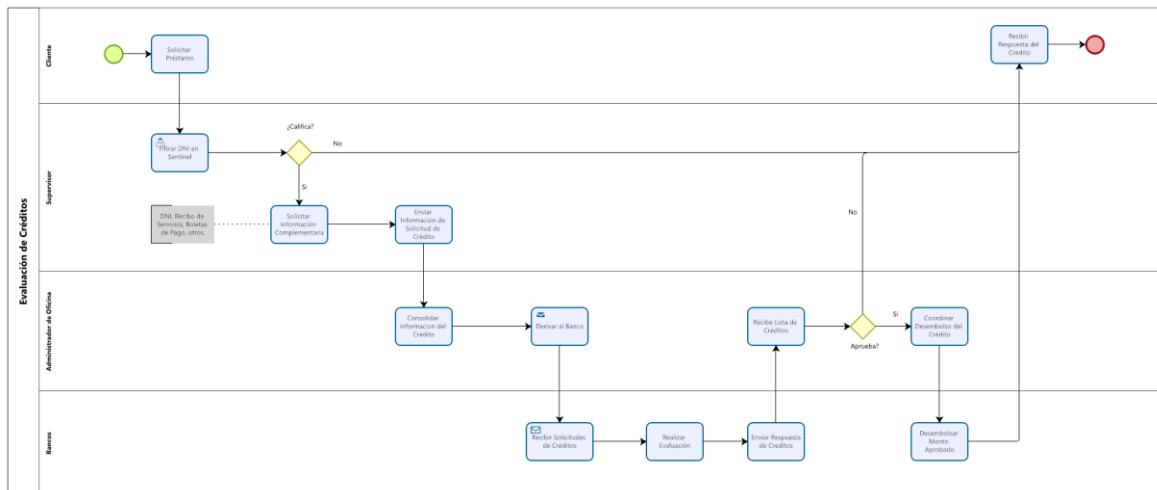 Evaluación de Créditos
Cliente
Solicitar
Préstamo
Recibir
Respuesta del
Credito
Supervisor
Filtrar DNI en
Sentinel
¿Califica?
No
Si
DNI, Recibo de
Servicios, Boletas
de Pago, otros.
Solicitar
Información
Complementaria
Enviar
Información de
Solicitud de
Crédito
No
Administrador de Oficina
Consolidar
Informacion del
Credito
Derivar al Banco
Recibe Lista de
Créditos
Aprueba?
Si
Coordinar
Desembolso del
Credito
Bancos
Recibir Solicitudes
de Créditos
Realizar
Evaluación
Enviar Respuesta
de Creditos
Desembolsar
Monto
Aprobado